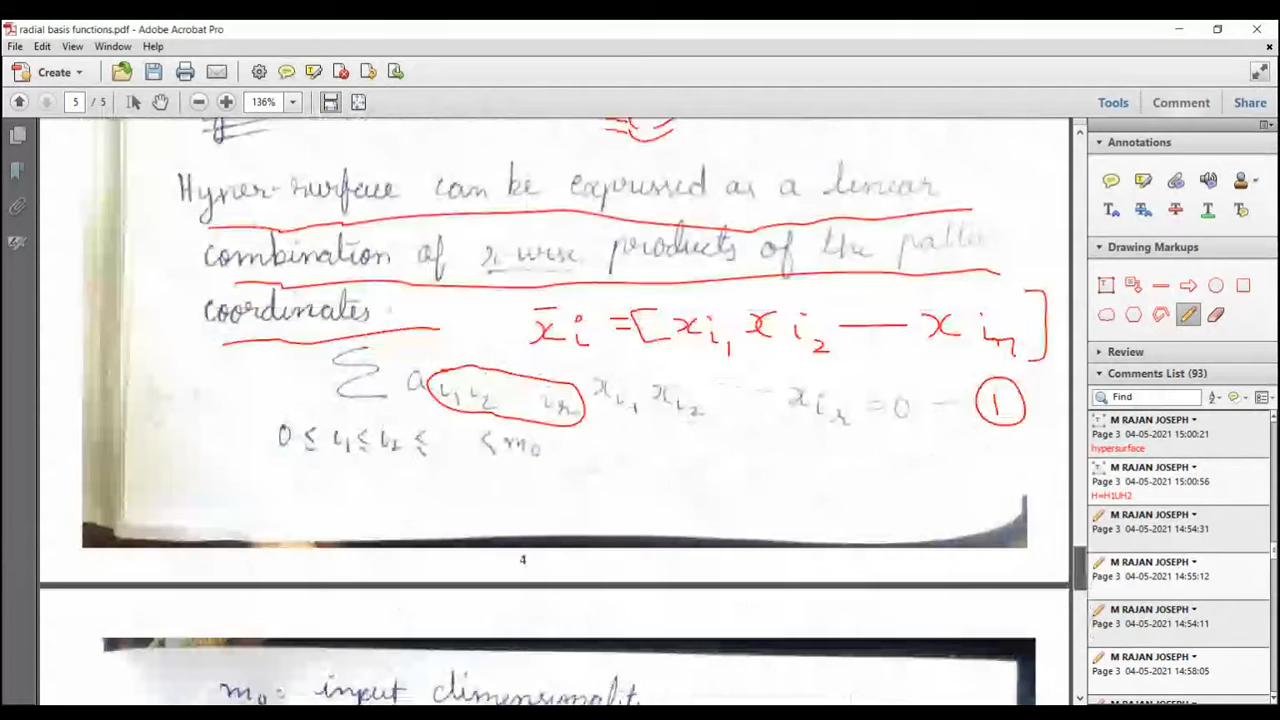 radial basis functions.pdf - Adobe Acrobat Pro
File Edit View Window Help
Create
5 / 5 136% Tools Comment Share
Hyper-surface can be expressed as a linear
combination of r wise products of the
coordinates
x̄i = [xi1 xi2 — xim]
∑ a i1 i2 ir xi1 xi2 --- xir = 0 — 1
0 ≤ i1 ≤ i2 ≤ ≤ m0
4
m0: input
Annotations
Drawing Markups
Review
Comments List (93)
Find
M RAJAN JOSEPH
Page 3 04-05-2021 15:00:21
hypersurface
M RAJAN JOSEPH
Page 3 04-05-2021 15:00:56
H=H1UH2
M RAJAN JOSEPH
Page 3 04-05-2021 14:54:31
M RAJAN JOSEPH
Page 3 04-05-2021 14:55:12
M RAJAN JOSEPH
Page 3 04-05-2021 14:54:11
M RAJAN JOSEPH
Page 3 04-05-2021 14:58:05